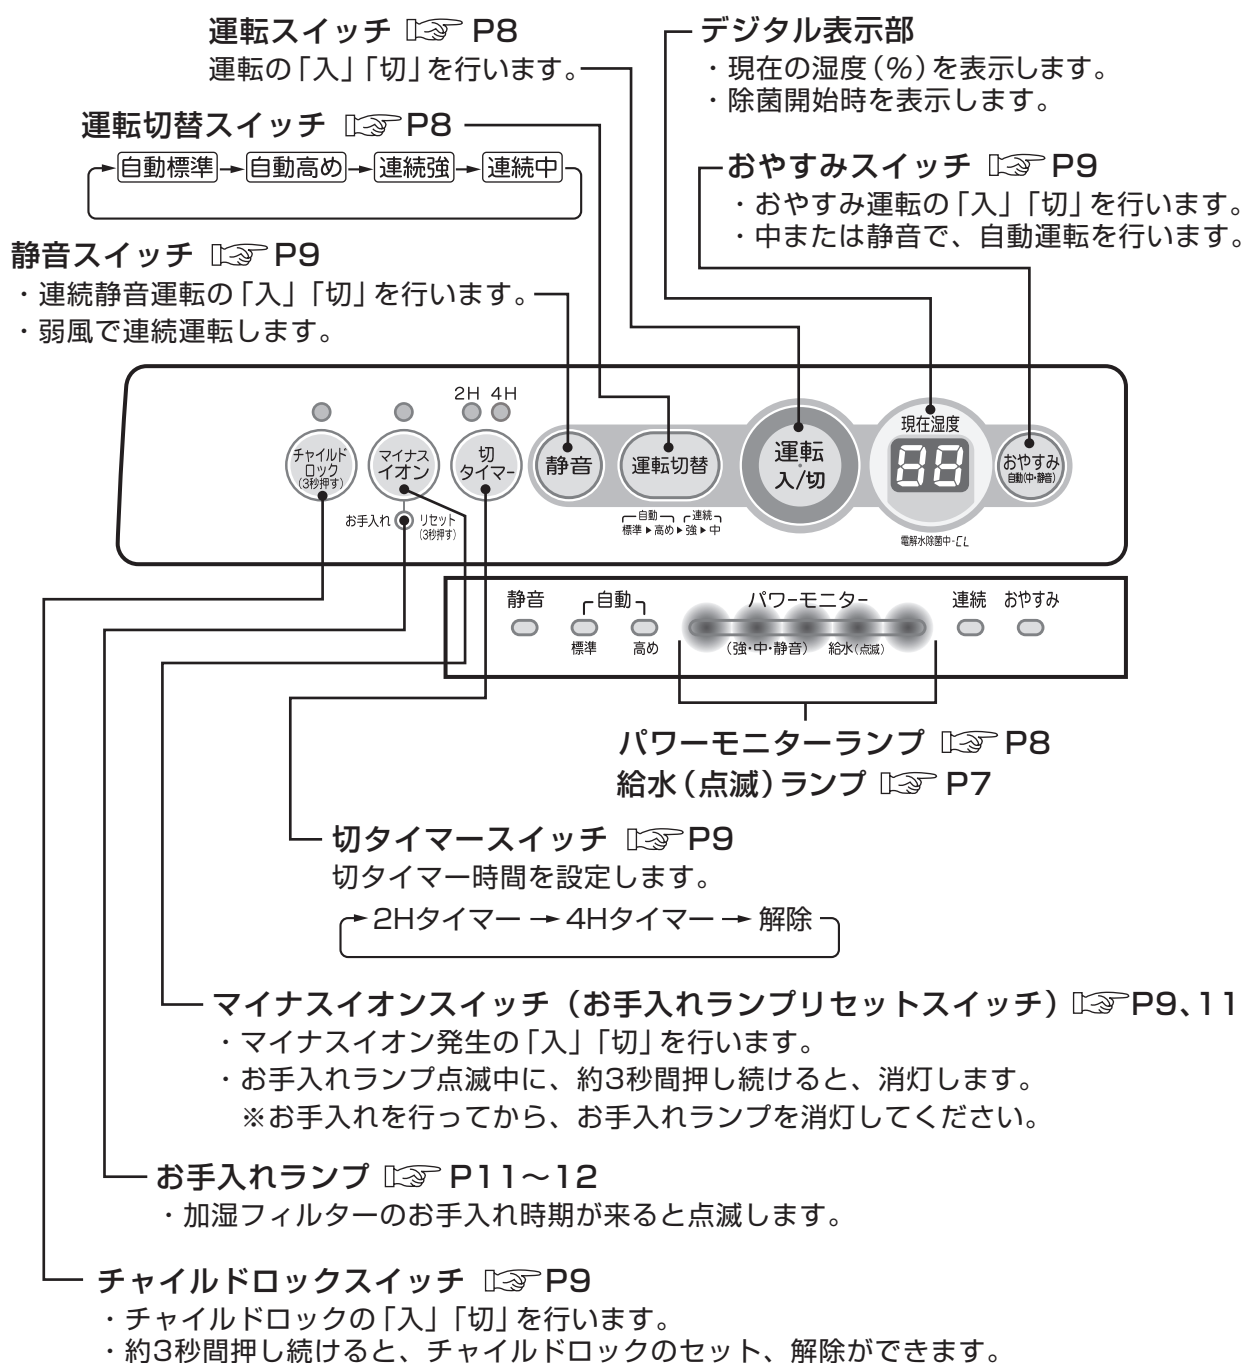 運転スイッチ ☞ P8
運転の「入」「切」を行います。
デジタル表示部
・現在の湿度(%)を表示します。
・除菌開始時を表示します。
運転切替スイッチ ☞ P8
自動標準→自動高め→連続強→連続中
おやすみスイッチ ☞ P9
・おやすみ運転の「入」「切」を行います。
・中または静音で、自動運転を行います。
静音スイッチ ☞ P9
・連続静音運転の「入」「切」を行います。
・弱風で連続運転します。
2H 4H
チャイルド
ロック
(3秒押す)
マイナス
イオン
切
タイマー
静音
運転切替
運転
入/切
現在湿度
88
おやすみ
自動(中・静音)
お手入れ
リセット
(3秒押す)
自動 連続
標準▶高め▶強▶中
電解水除菌中-CL
静音
自動
標準 高め
パワーモニター
(強・中・静音) 給水(点滅)
連続
おやすみ
パワーモニターランプ ☞ P8
給水(点滅)ランプ ☞ P7
切タイマースイッチ ☞ P9
切タイマー時間を設定します。
2Hタイマー → 4Hタイマー → 解除
マイナスイオンスイッチ(お手入れランプリセットスイッチ)☞ P9、11
・マイナスイオン発生の「入」「切」を行います。
・お手入れランプ点滅中に、約3秒間押し続けると、消灯します。
※お手入れを行ってから、お手入れランプを消灯してください。
お手入れランプ ☞ P11〜12
・加湿フィルターのお手入れ時期が来ると点滅します。
チャイルドロックスイッチ ☞ P9
・チャイルドロックの「入」「切」を行います。
・約3秒間押し続けると、チャイルドロックのセット、解除ができます。